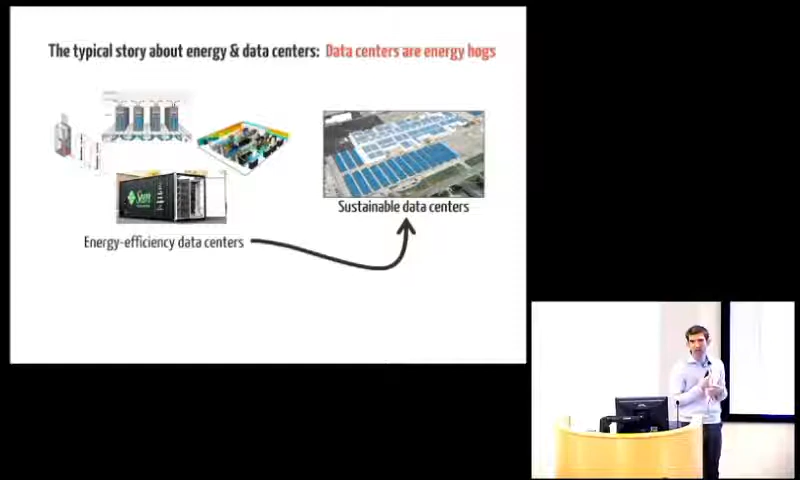 The typical story about energy & data centers: Data centers are energy hogs
Sun
Sustainable data centers
Energy-efficiency data centers